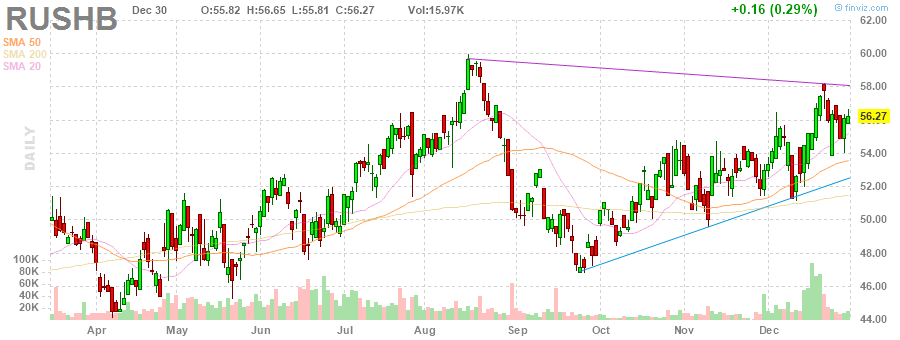 RUSHB Dec 30 O:55.82 H:56.65 L:55.81 C:56.27 Vol:15.97K +0.16 (0.29%) @ finviz.com
SMA 50
SMA 200
SMA 20
DAILY
62.00
60.00
58.00
56.27
54.00
52.00
50.00
48.00
46.00
44.00
100K
80K
60K
40K
20K
Apr May Jun Jul Aug Sep Oct Nov Dec